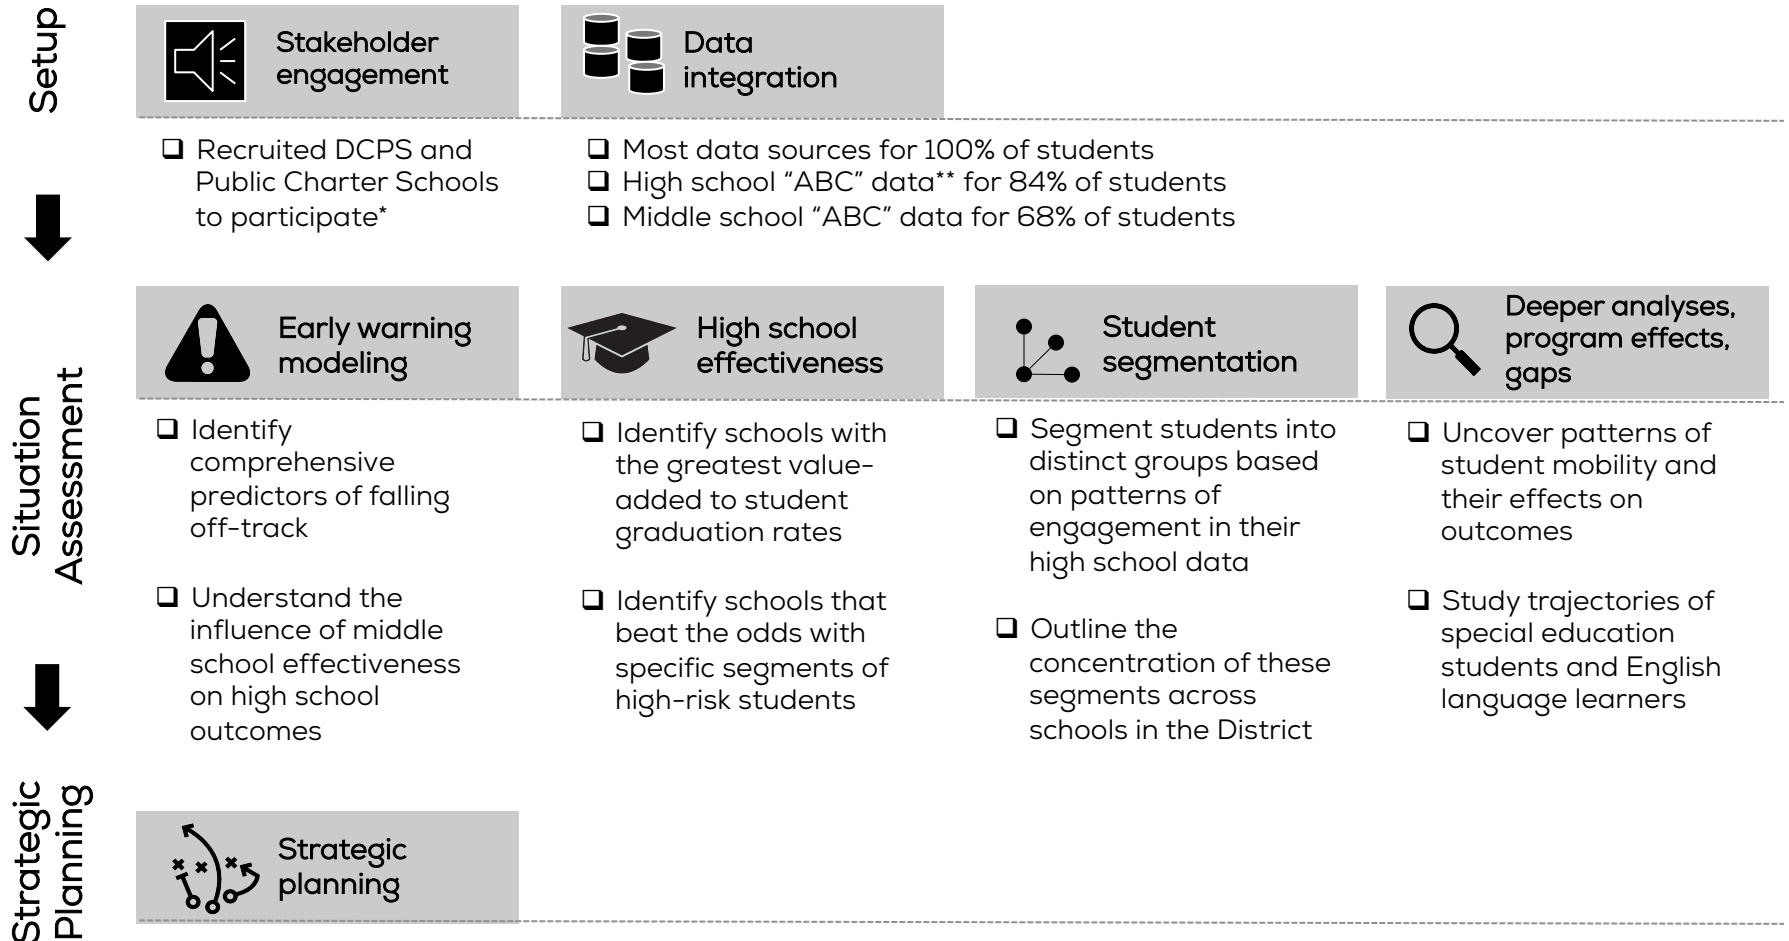 Setup
Stakeholder
engagement
Data
integration
❑ Recruited DCPS and
Public Charter Schools
to participate*
❑ Most data sources for 100% of students
❑ High school “ABC” data** for 84% of students
❑ Middle school “ABC” data for 68% of students
Situation
Assessment
Early warning
modeling
❑ Identify
comprehensive
predictors of falling
off-track
❑ Understand the
influence of middle
school effectiveness
on high school
outcomes
High school
effectiveness
❑ Identify schools with
the greatest value-
added to student
graduation rates
❑ Identify schools that
beat the odds with
specific segments of
high-risk students
Student
segmentation
❑ Segment students into
distinct groups based
on patterns of
engagement in their
high school data
❑ Outline the
concentration of these
segments across
schools in the District
Deeper analyses,
program effects,
gaps
❑ Uncover patterns of
student mobility and
their effects on
outcomes
❑ Study trajectories of
special education
students and English
language learners
Strategic
Planning
Strategic
planning